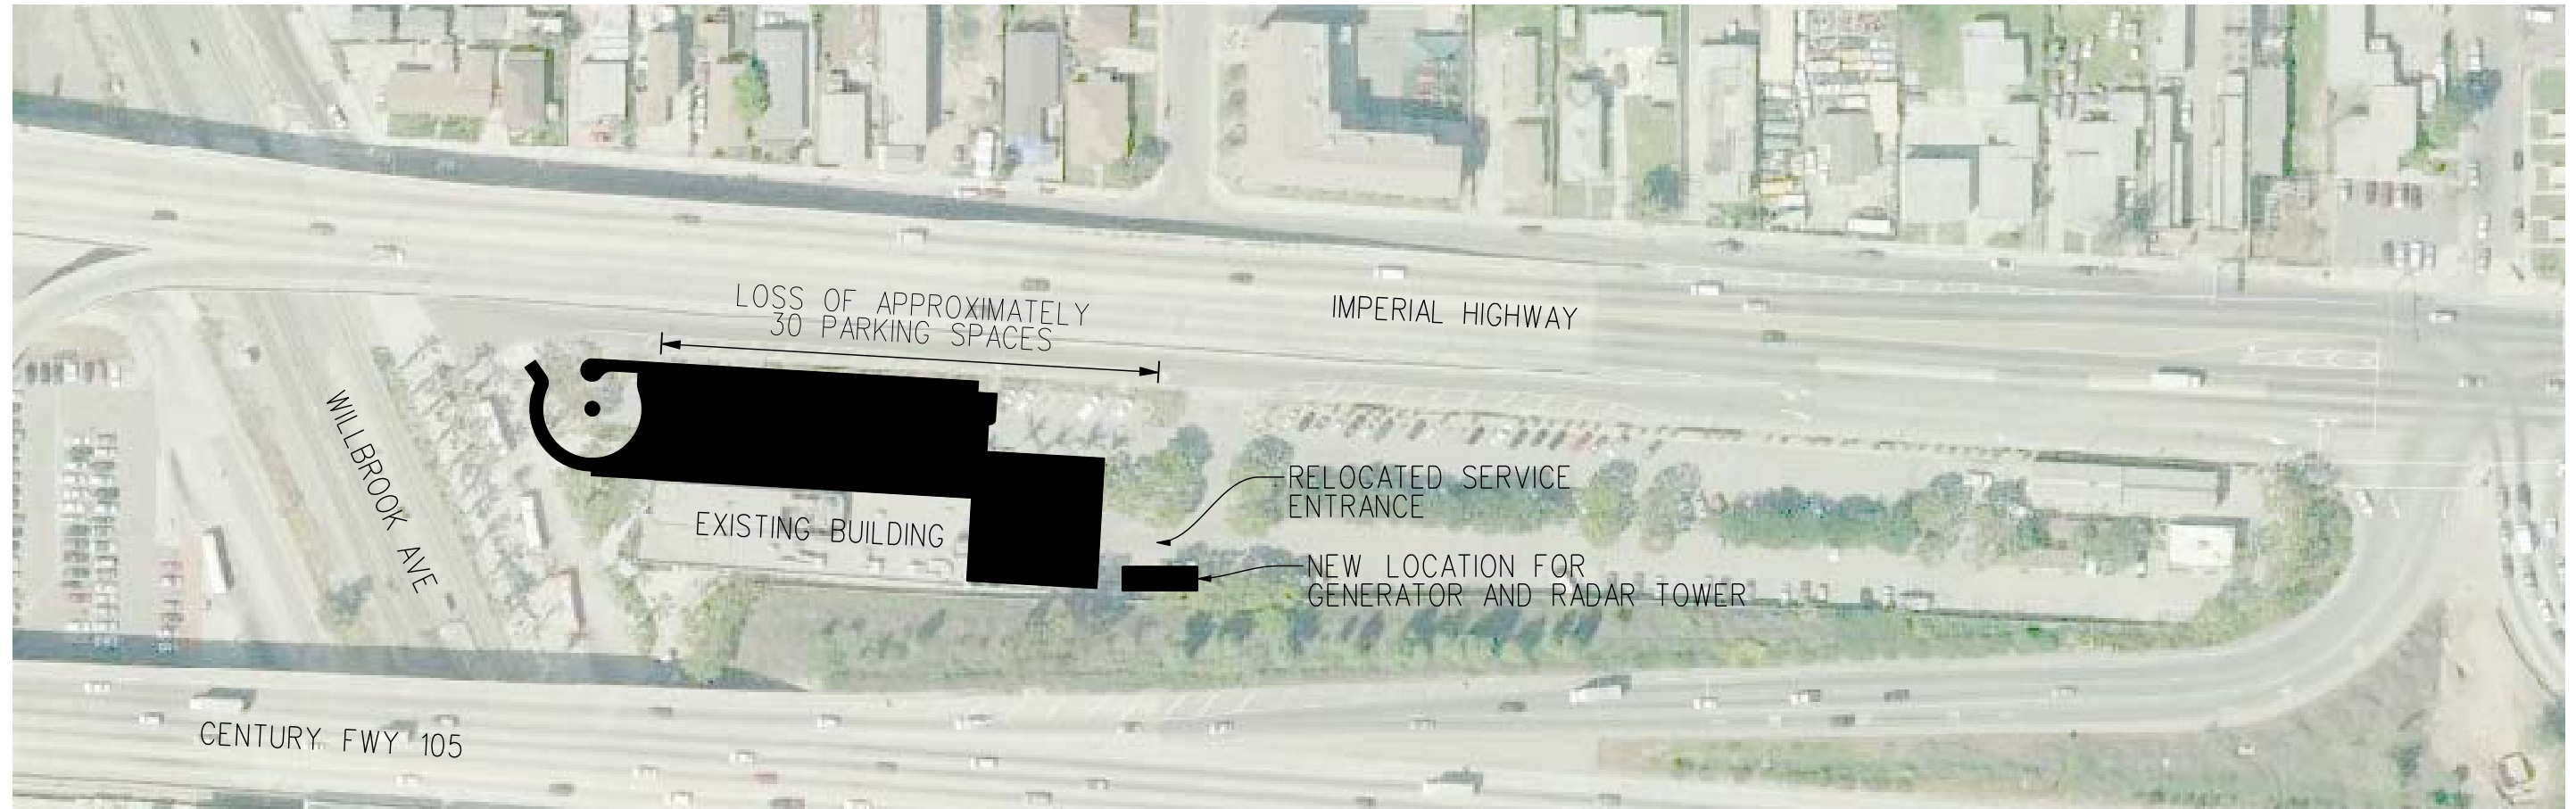 LOSS OF APPROXIMATELY
30 PARKING SPACES
IMPERIAL HIGHWAY
WILLBROOK AVE
EXISTING BUILDING
RELOCATED SERVICE
ENTRANCE
NEW LOCATION FOR
GENERATOR AND RADAR TOWER
CENTURY FWY 105